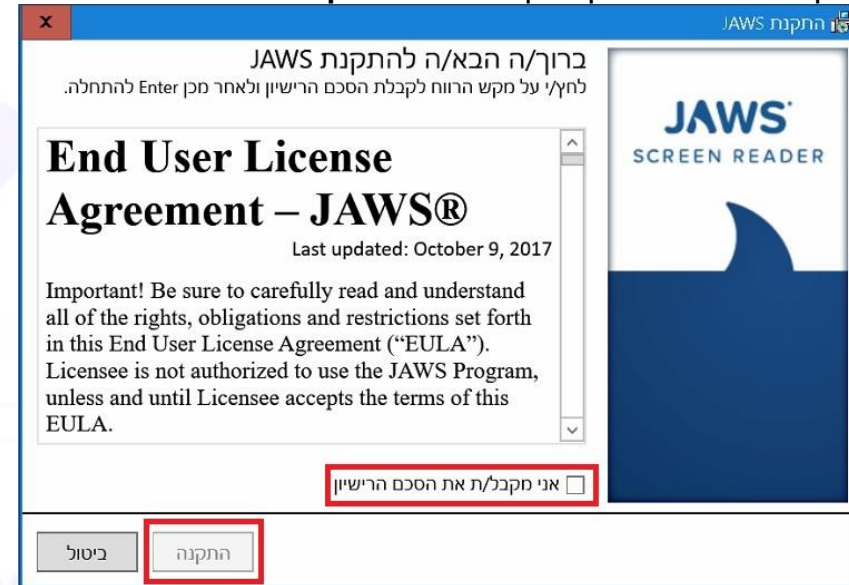 התקנת JAWS
x
ברוך/ה הבא/ה להתקנת JAWS
לחץ/י על מקש הרווח לקבלת הסכם הרישיון ולאחר מכן Enter להתחלה.
JAWS
SCREEN READER
End User License
Agreement – JAWS®
Last updated: October 9, 2017
Important! Be sure to carefully read and understand
all of the rights, obligations and restrictions set forth
in this End User License Agreement (“EULA”).
Licensee is not authorized to use the JAWS Program,
unless and until Licensee accepts the terms of this
EULA.
אני מקבל/ת את הסכם הרישיון
התקנה
ביטול